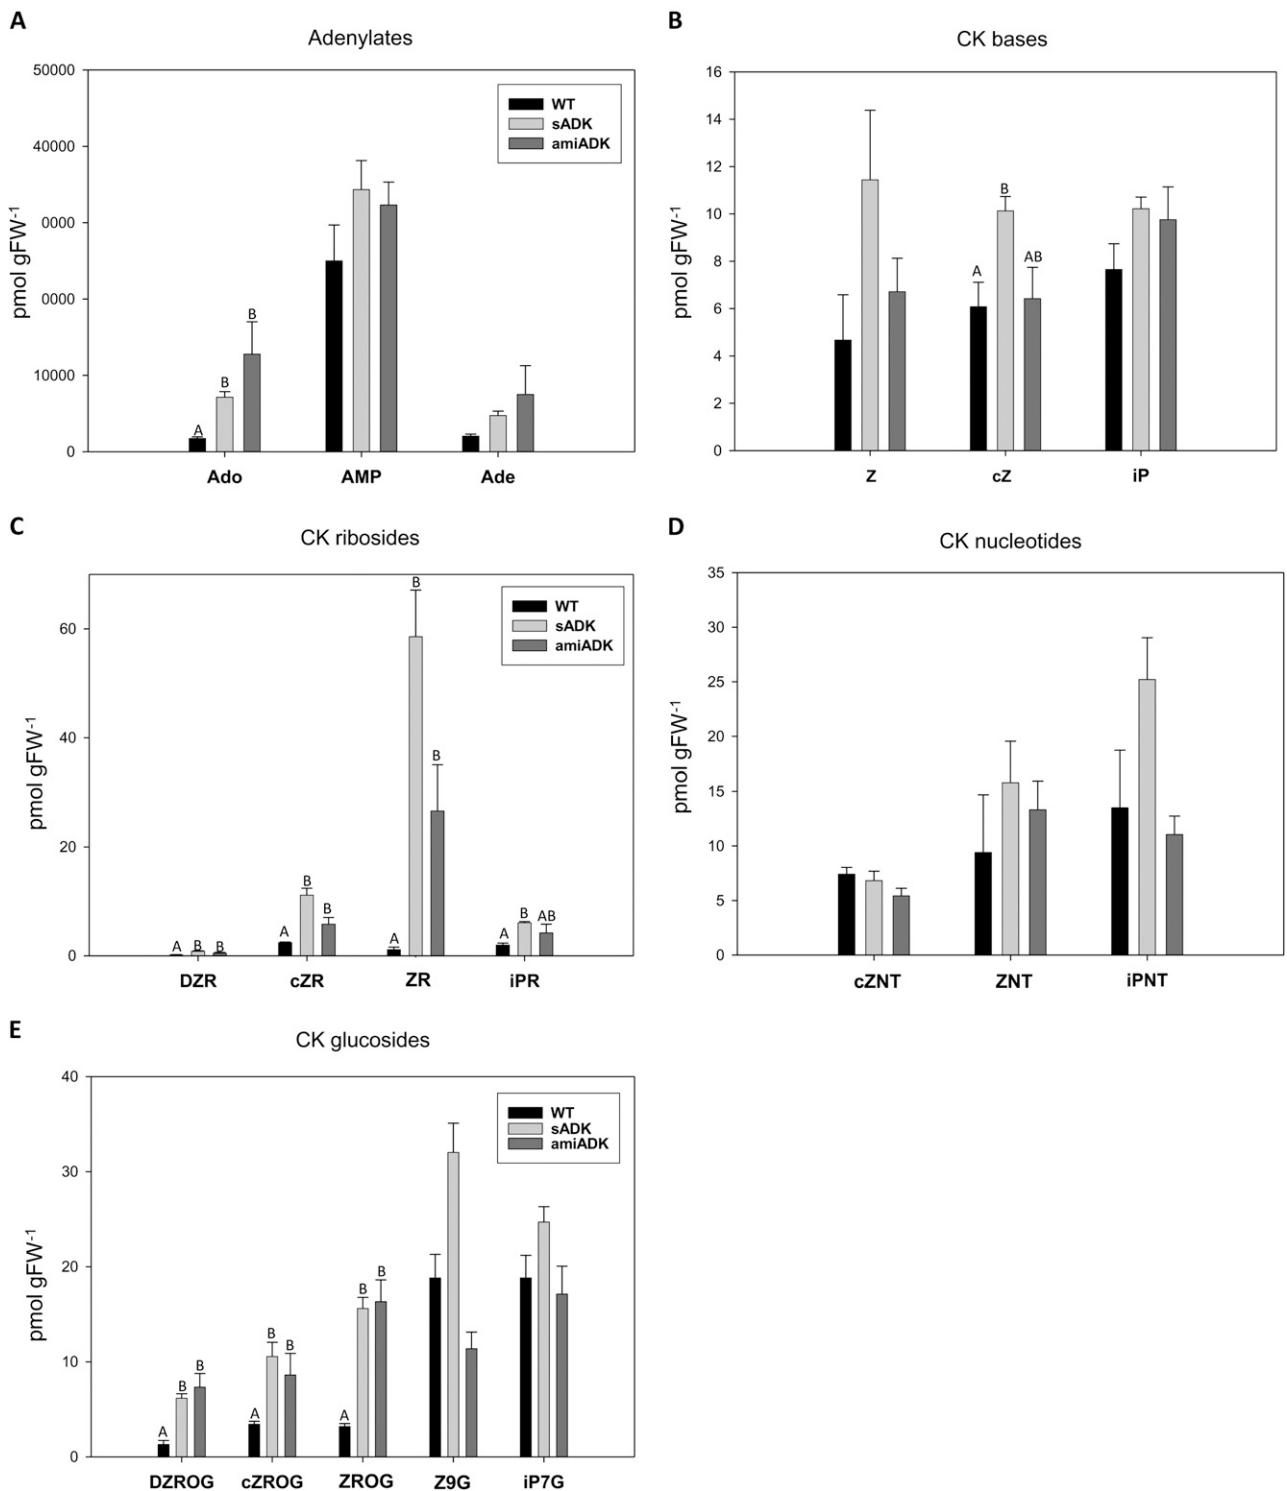 A
Adenylates
50000
40000
0000
0000
10000
0
pmol gFW-1
WT
sADK
amiADK
A
B
B
Ado
AMP
Ade
B
CK bases
16
14
12
10
8
6
4
2
0
pmol gFW-1
A
B
AB
Z
cZ
iP
C
CK ribosides
60
40
20
0
pmol gFW-1
WT
sADK
amiADK
A
B
B
A
B
B
A
B
B
A
B
AB
DZR
cZR
ZR
iPR
D
CK nucleotides
35
30
25
20
15
10
5
0
pmol gFW-1
cZNT
ZNT
iPNT
E
CK glucosides
40
30
20
10
0
pmol gFW-1
WT
sADK
amiADK
A
B
B
A
B
B
A
B
B
DZROG
cZROG
ZROG
Z9G
iP7G